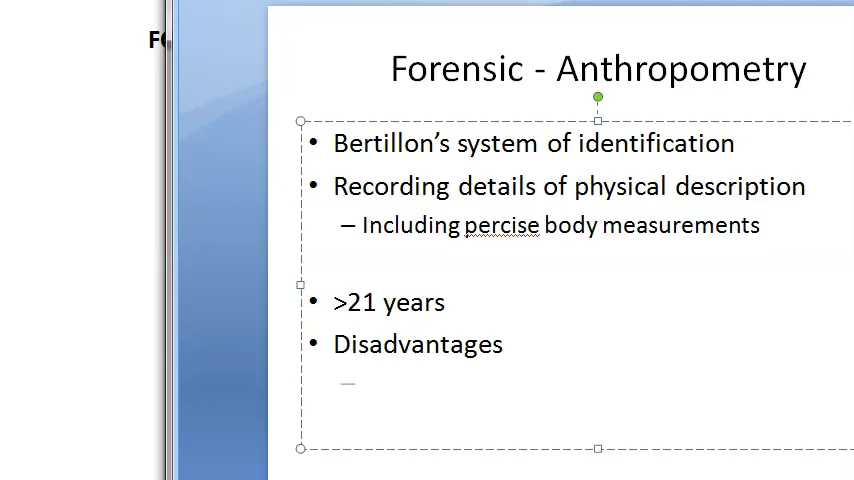 Forensic - Anthropometry
• Bertillon's system of identification
• Recording details of physical description
– Including percise body measurements
• >21 years
• Disadvantages
–